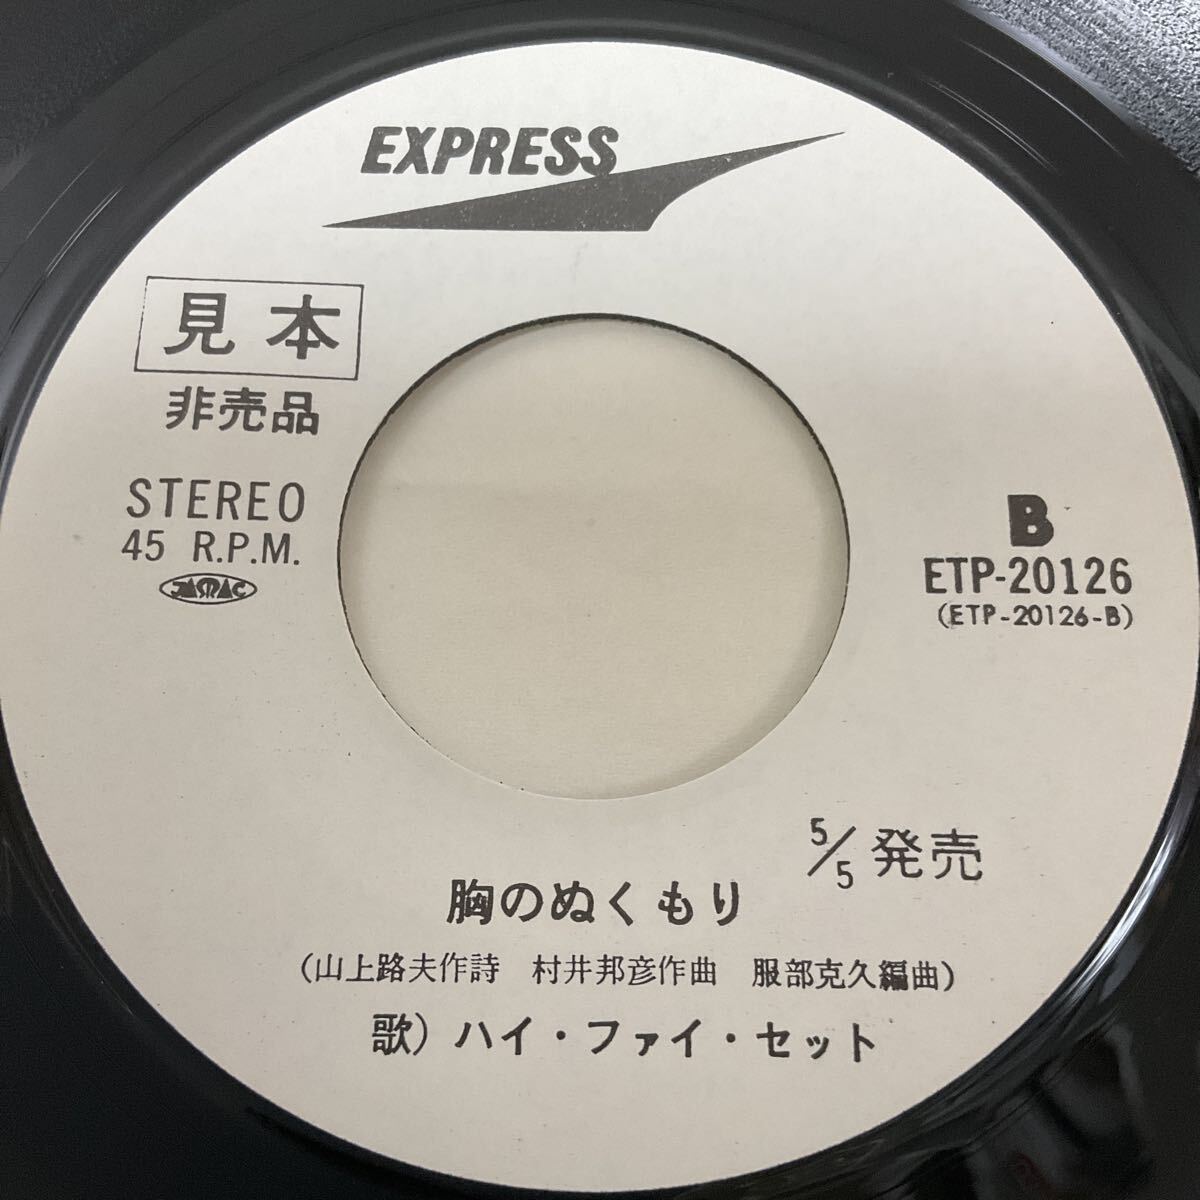 EXPRESS
見本
非売品
STEREO
45 R.P.M.
JASRAC
B
ETP-20126
(ETP-20126-B)
5/5 発売
胸のぬくもり
(山上路夫作詩 村井邦彦作曲 服部克久編曲)
歌)ハイ・ファイ・セット